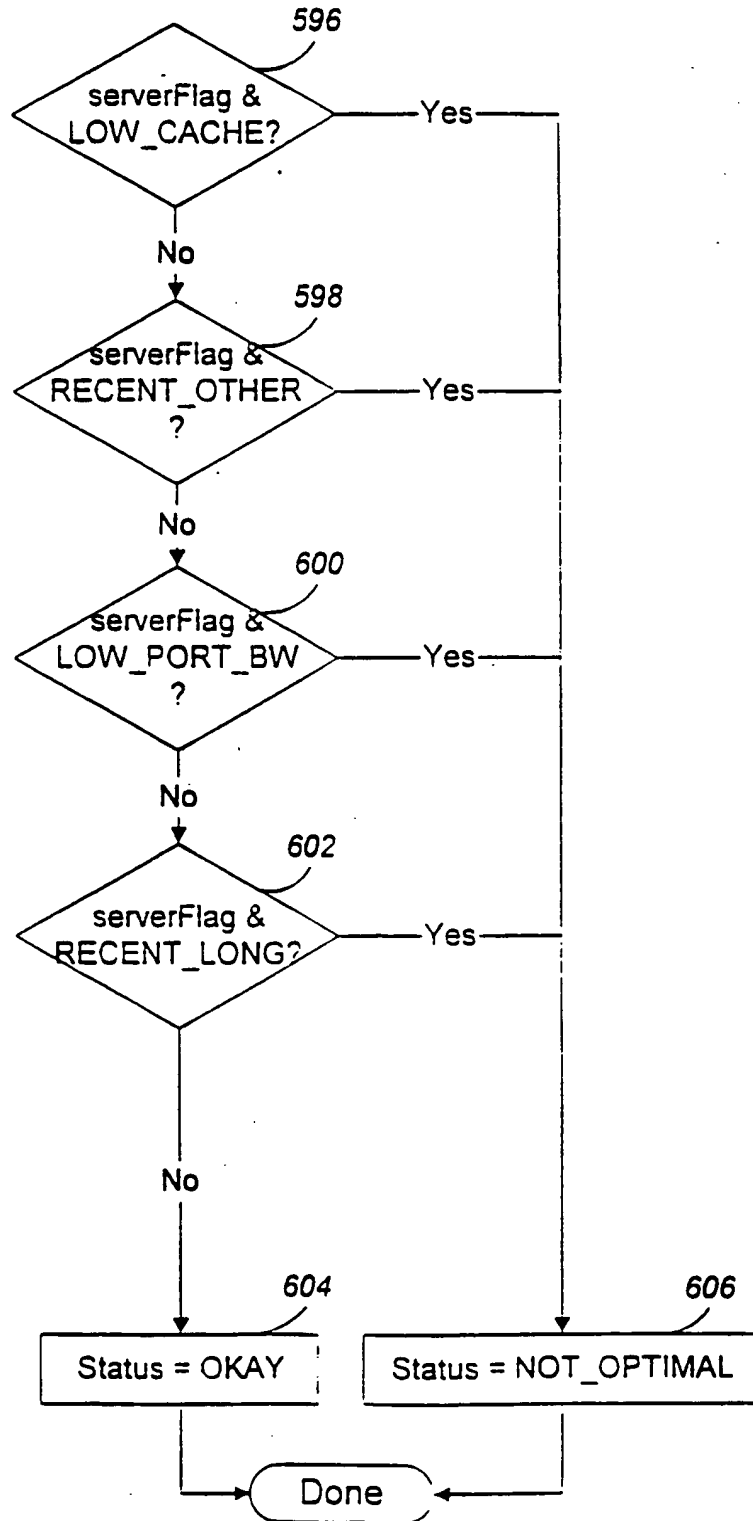 596
serverFlag &
LOW_CACHE?
Yes
No
598
serverFlag &
RECENT_OTHER
?
Yes
No
600
serverFlag &
LOW_PORT_BW
?
Yes
No
602
serverFlag &
RECENT_LONG?
Yes
No
604
606
Status = OKAY
Status = NOT_OPTIMAL
Done